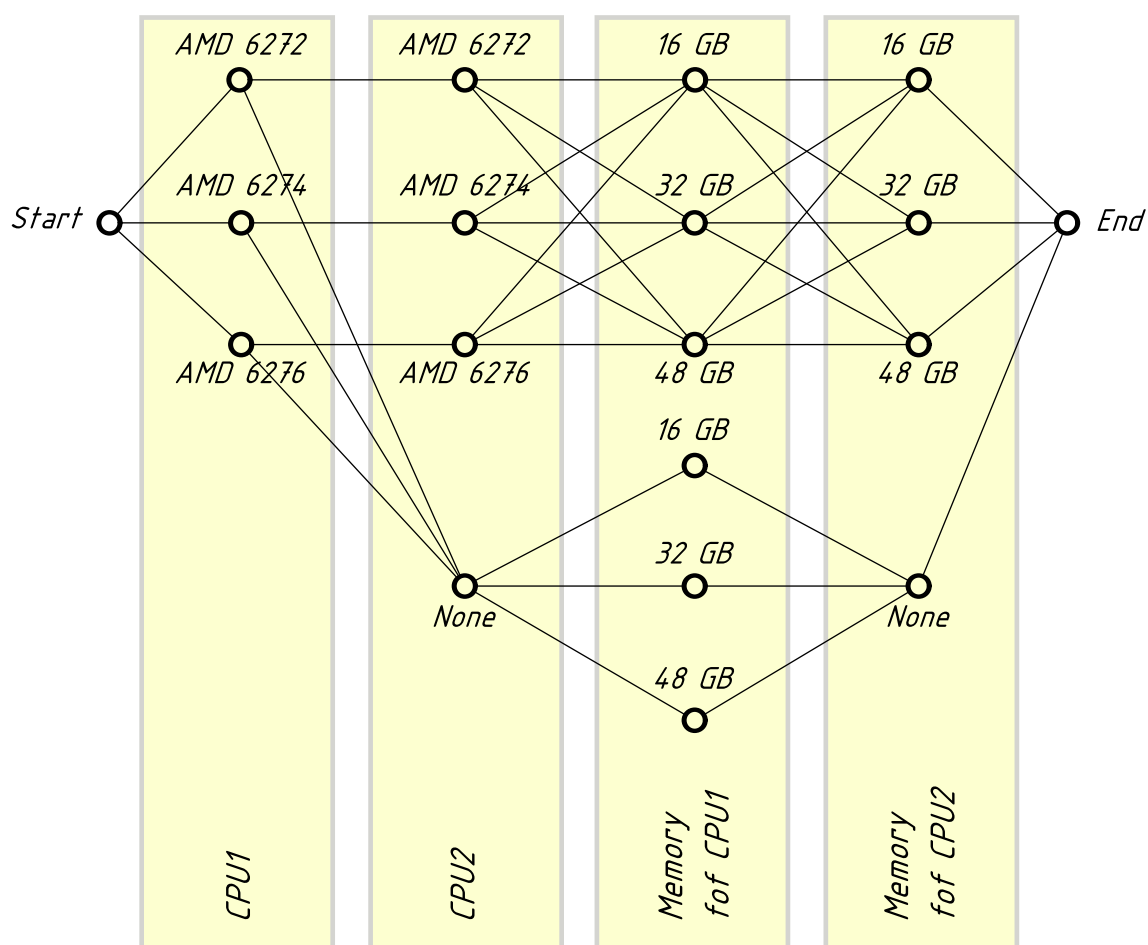 AMD 6272
AMD 6272
16 GB
16 GB
AMD 6274
AMD 6274
32 GB
32 GB
Start
End
AMD 6276
AMD 6276
48 GB
48 GB
16 GB
32 GB
None
None
48 GB
CPU1
CPU2
Memory
fof CPU1
Memory
fof CPU2